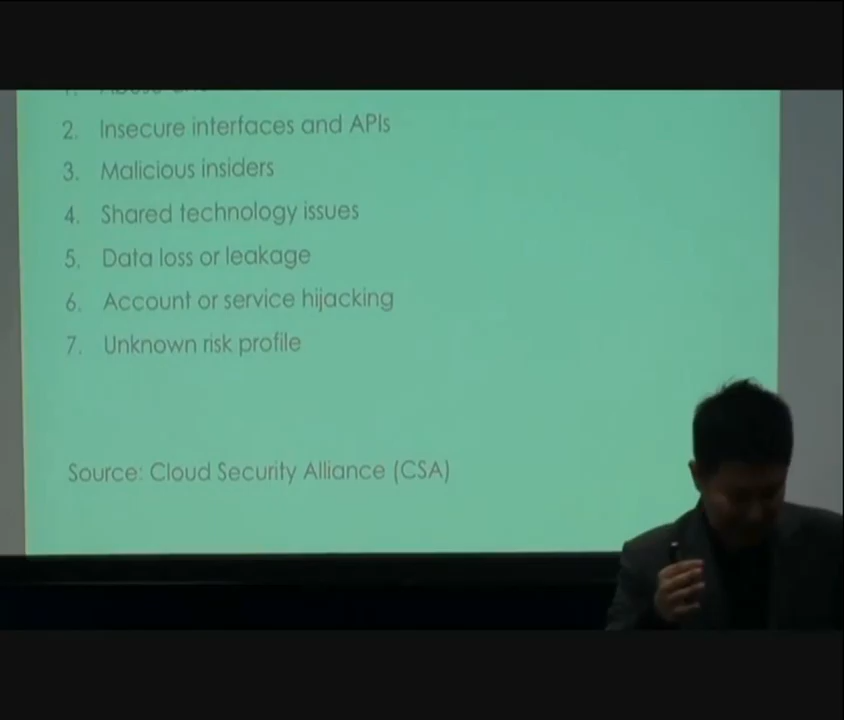 2. Insecure interfaces and APIs
3. Malicious insiders
4. Shared technology issues
5. Data loss or leakage
6. Account or service hijacking
7. Unknown risk profile
Source: Cloud Security Alliance (CSA)